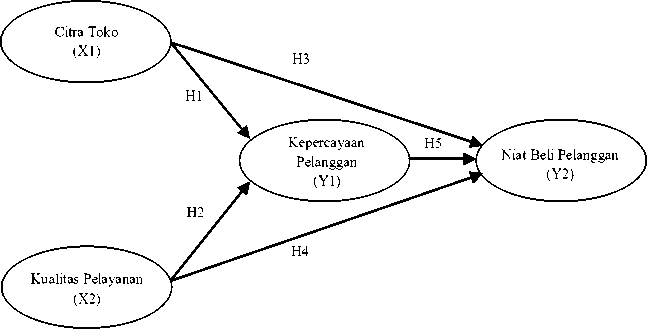 Citra Toko
(X1)
H3
H1
Kepercayaan
Pelanggan
(Y1)
H5
Niat Beli Pelanggan
(Y2)
H2
H4
Kualitas Pelayanan
(X2)